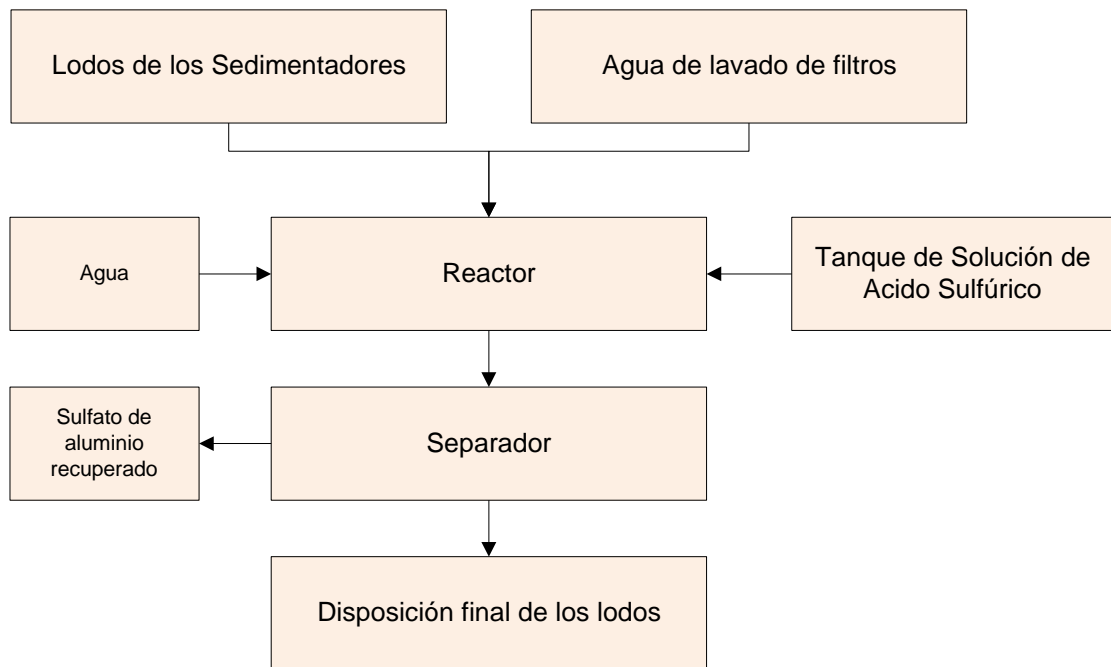 Lodos de los Sedimentadores
Agua de lavado de filtros
Agua
Reactor
Tanque de Solución de
Acido Sulfúrico
Sulfato de
aluminio
recuperado
Separador
Disposición final de los lodos